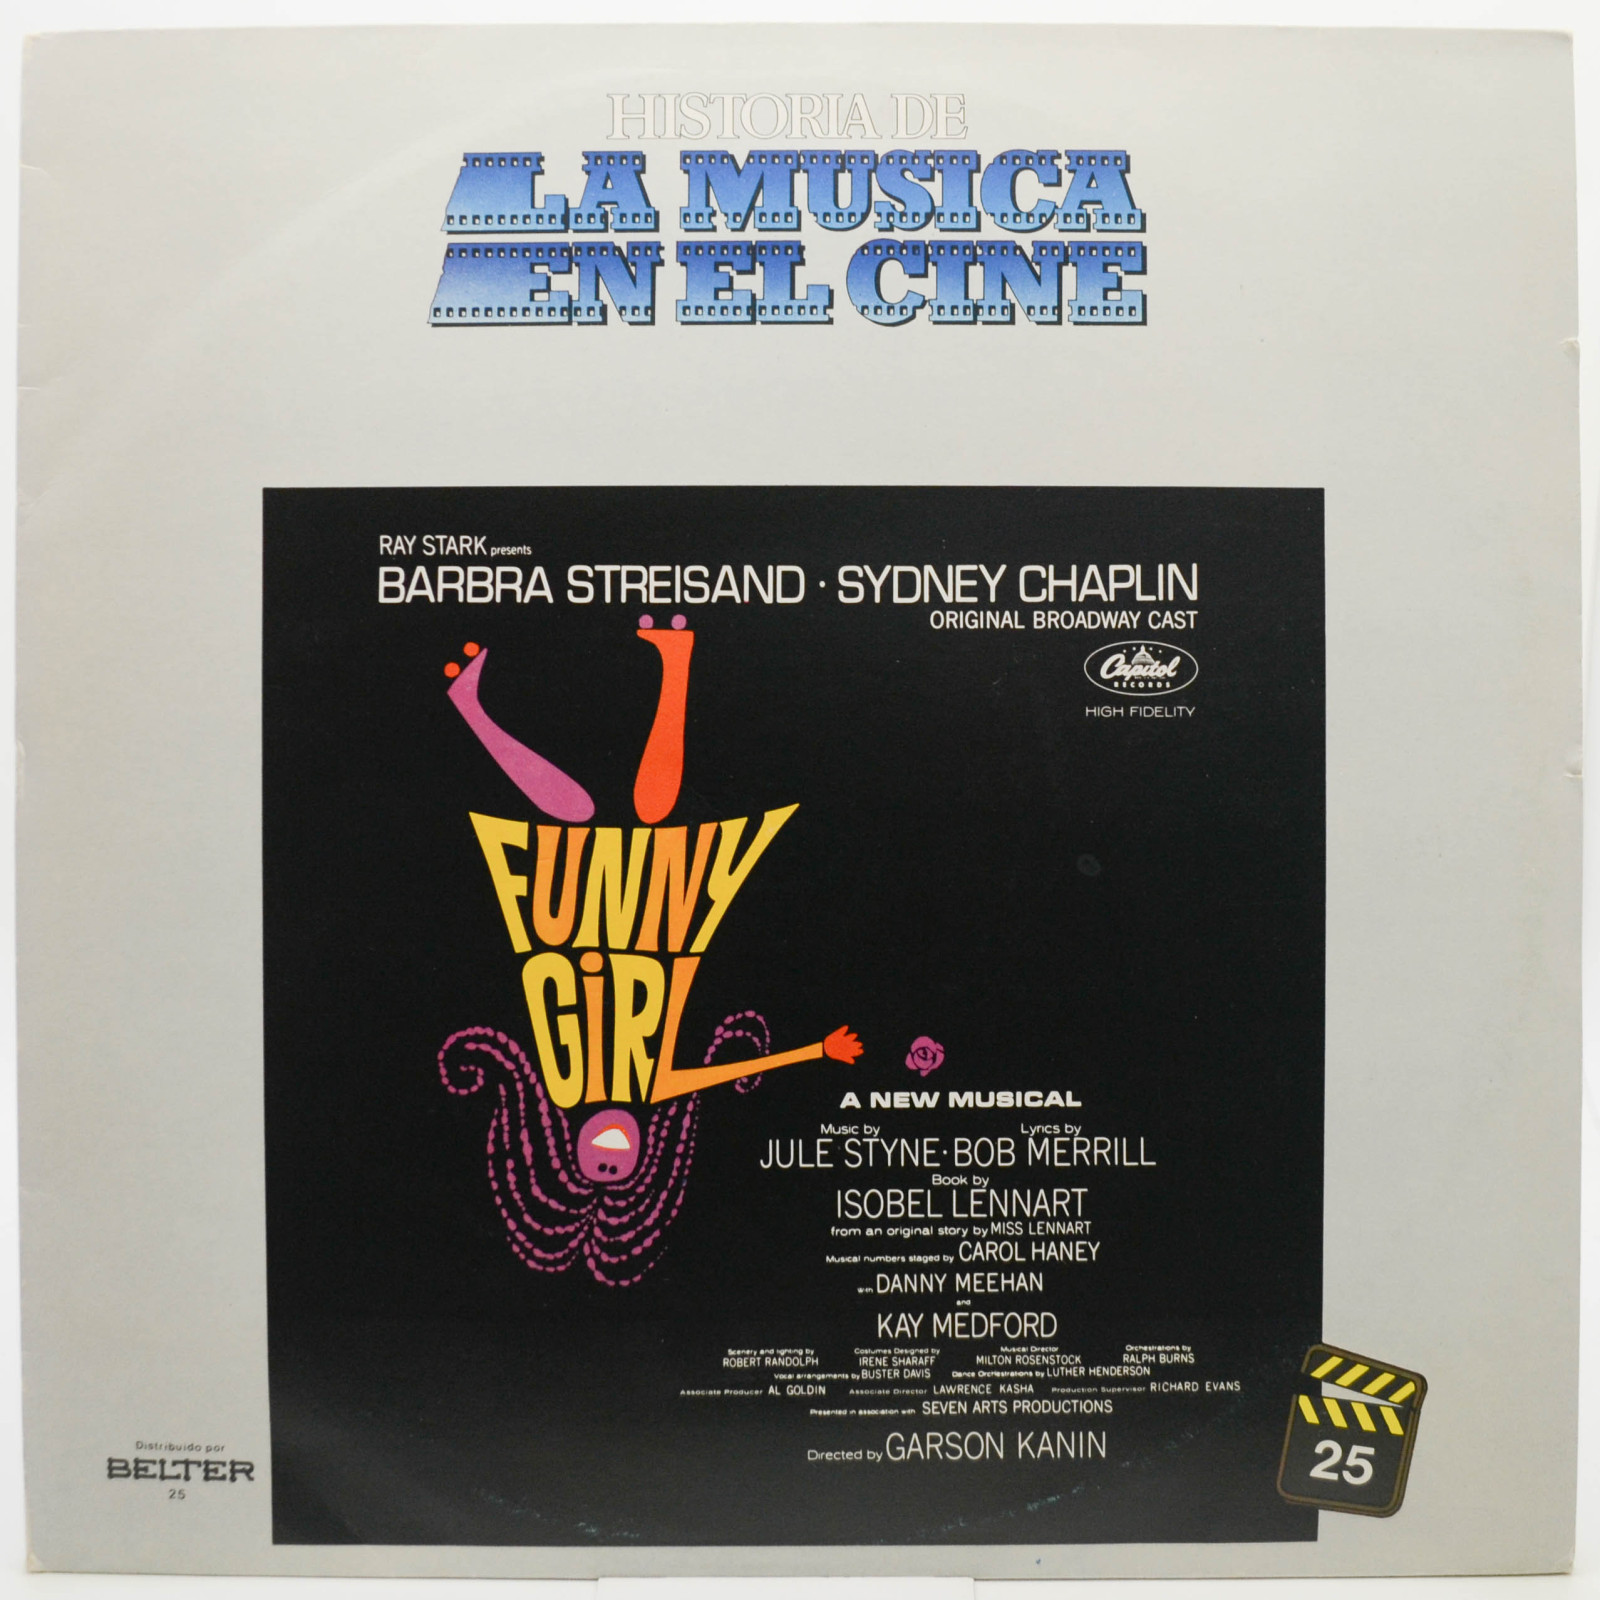 HISTORIA DE
LA MUSICA
EN EL CINE
RAY STARK presents
BARBRA STREISAND · SYDNEY CHAPLIN
ORIGINAL BROADWAY CAST
Capitol
RECORDS
HIGH FIDELITY
FUNNY
GiRL
A NEW MUSICAL
Music by Lyrics by
JULE STYNE · BOB MERRILL
Book by
ISOBEL LENNART
from an original story by MISS LENNART
Musical numbers staged by CAROL HANEY
with DANNY MEEHAN
and
KAY MEDFORD
Scenery and lighting by Costumes Designed by Musical Director Orchestrations by
ROBERT RANDOLPH IRENE SHARAFF MILTON ROSENSTOCK RALPH BURNS
Vocal arrangements by BUSTER DAVIS Dance Orchestrations by LUTHER HENDERSON
Associate Producer AL GOLDIN Associate Director LAWRENCE KASHA Production Supervisor RICHARD EVANS
Presented in association with SEVEN ARTS PRODUCTIONS
Directed by GARSON KANIN
25
Distribuido por
BELTER
25